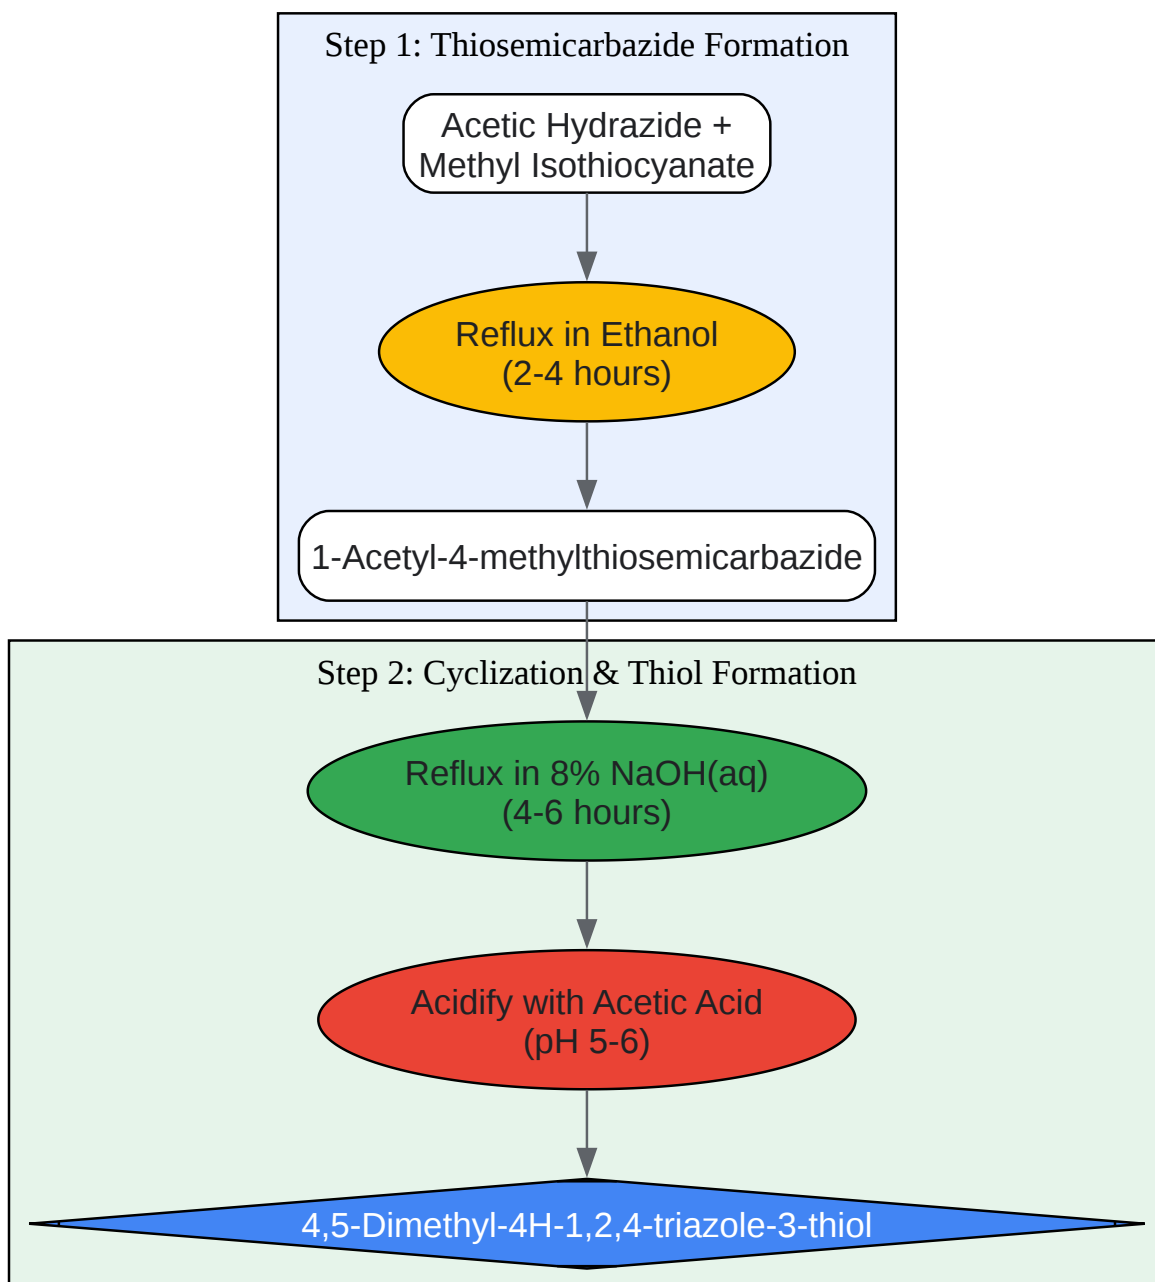 Step 1: Thiosemicarbazide Formation
Acetic Hydrazide +
Methyl Isothiocyanate
Reflux in Ethanol
(2-4 hours)
1-Acetyl-4-methylthiosemicarbazide
Step 2: Cyclization & Thiol Formation
Reflux in 8% NaOH(aq)
(4-6 hours)
Acidify with Acetic Acid
(pH 5-6)
4,5-Dimethyl-4H-1,2,4-triazole-3-thiol